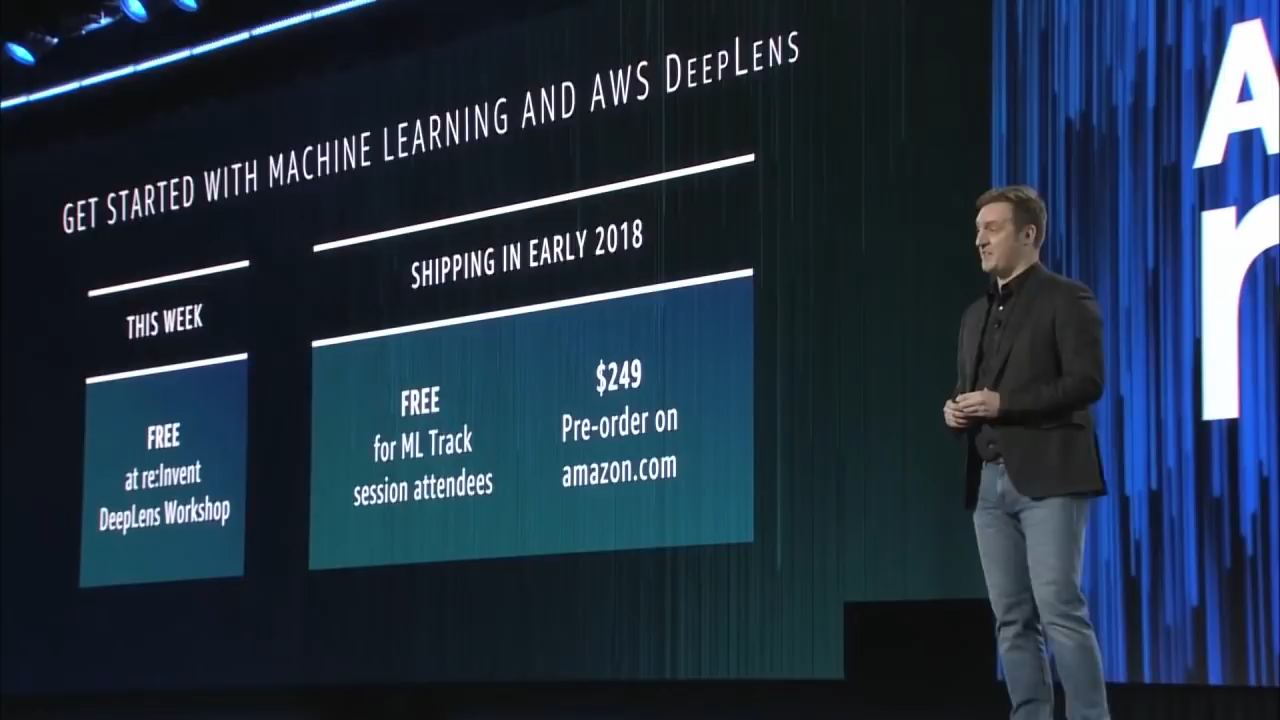 GET STARTED WITH MACHINE LEARNING AND AWS DEEPLENS
THIS WEEK
FREE
at re:Invent
DeepLens Workshop
SHIPPING IN EARLY 2018
FREE
for ML Track
session attendees
$249
Pre-order on
amazon.com